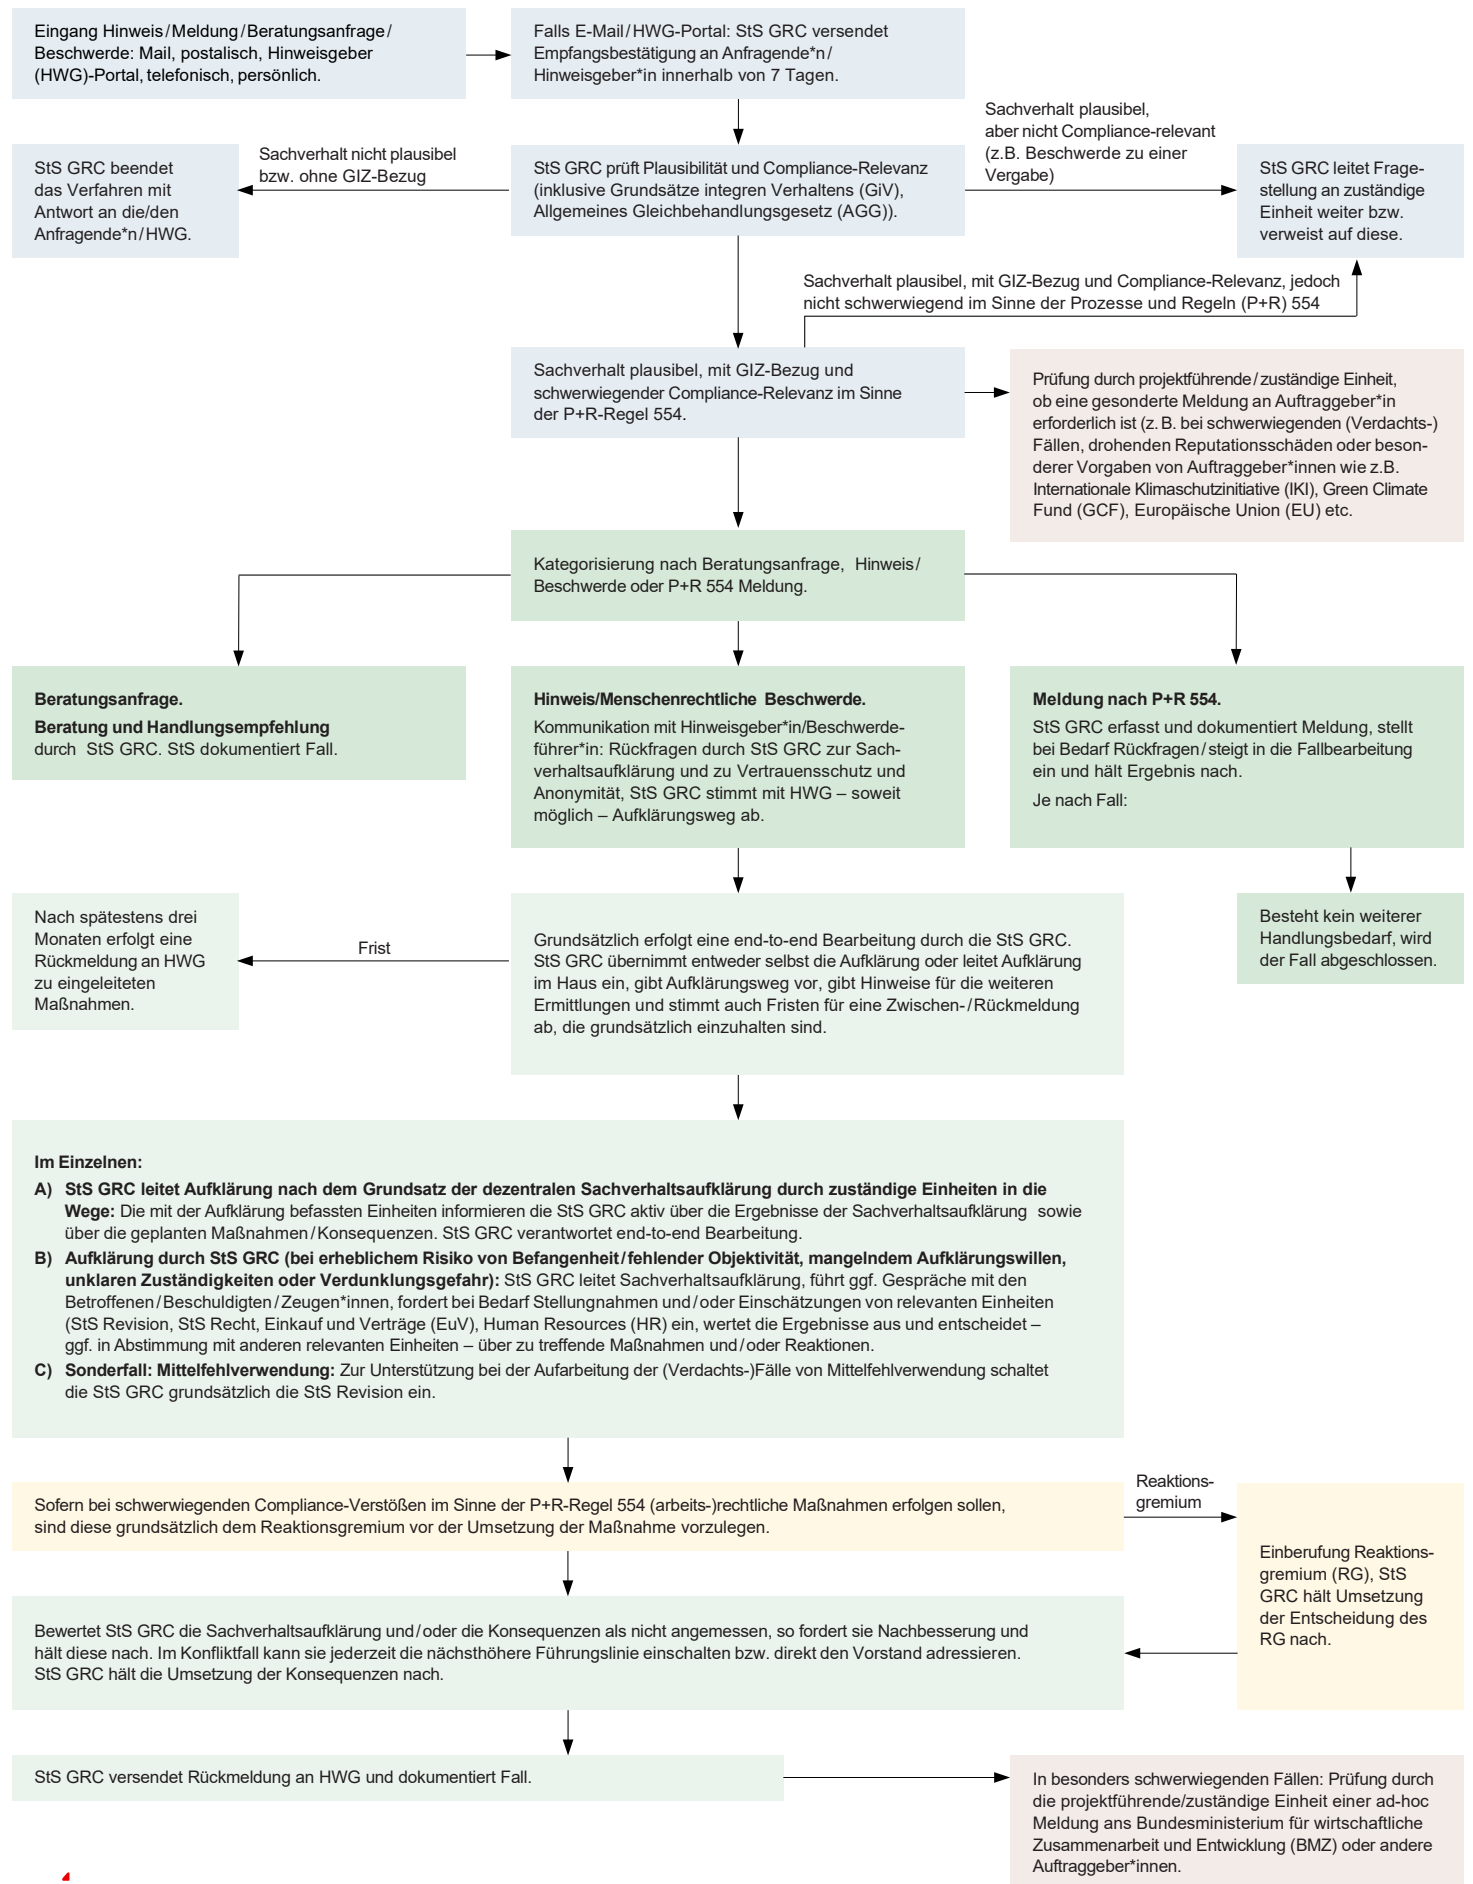 Eingang Hinweis/Meldung/Beratungsanfrage/
Beschwerde: Mail, postalisch, Hinweisgeber
(HWG)-Portal, telefonisch, persönlich.
Falls E-Mail/HWG-Portal: StS GRC versendet
Empfangsbestätigung an Anfragende*n/
Hinweisgeber*in innerhalb von 7 Tagen.
Sachverhalt plausibel,
aber nicht Compliance-relevant
(z.B. Beschwerde zu einer
Vergabe)
StS GRC beendet
das Verfahren mit
Antwort an die/den
Anfragende*n/HWG.
Sachverhalt nicht plausibel
bzw. ohne GIZ-Bezug
StS GRC prüft Plausibilität und Compliance-Relevanz
(inklusive Grundsätze integren Verhaltens (GiV),
Allgemeines Gleichbehandlungsgesetz (AGG)).
StS GRC leitet Frage-
stellung an zuständige
Einheit weiter bzw.
verweist auf diese.
Sachverhalt plausibel, mit GIZ-Bezug und Compliance-Relevanz, jedoch
nicht schwerwiegend im Sinne der Prozesse und Regeln (P+R) 554
Sachverhalt plausibel, mit GIZ-Bezug und
schwerwiegender Compliance-Relevanz im Sinne
der P+R-Regel 554.
Prüfung durch projektführende/zuständige Einheit,
ob eine gesonderte Meldung an Auftraggeber*in
erforderlich ist (z.B. bei schwerwiegenden (Verdachts-)
Fällen, drohenden Reputationsschäden oder beson-
derer Vorgaben von Auftraggeber*innen wie z.B.
Internationale Klimaschutzinitiative (IKI), Green Climate
Fund (GCF), Europäische Union (EU) etc.
Kategorisierung nach Beratungsanfrage, Hinweis/
Beschwerde oder P+R 554 Meldung.
Beratungsanfrage.
Beratung und Handlungsempfehlung
durch StS GRC. StS dokumentiert Fall.
Hinweis/Menschenrechtliche Beschwerde.
Kommunikation mit Hinweisgeber*in/Beschwerde-
führer*in: Rückfragen durch StS GRC zur Sach-
verhaltsaufklärung und zu Vertrauensschutz und
Anonymität, StS GRC stimmt mit HWG – soweit
möglich – Aufklärungsweg ab.
Meldung nach P+R 554.
StS GRC erfasst und dokumentiert Meldung, stellt
bei Bedarf Rückfragen/steigt in die Fallbearbeitung
ein und hält Ergebnis nach.
Je nach Fall:
Nach spätestens drei
Monaten erfolgt eine
Rückmeldung an HWG
zu eingeleiteten
Maßnahmen.
Frist
Grundsätzlich erfolgt eine end-to-end Bearbeitung durch die StS GRC.
StS GRC übernimmt entweder selbst die Aufklärung oder leitet Aufklärung
im Haus ein, gibt Aufklärungsweg vor, gibt Hinweise für die weiteren
Ermittlungen und stimmt auch Fristen für eine Zwischen-/Rückmeldung
ab, die grundsätzlich einzuhalten sind.
Besteht kein weiterer
Handlungsbedarf, wird
der Fall abgeschlossen.
Im Einzelnen:
A) StS GRC leitet Aufklärung nach dem Grundsatz der dezentralen Sachverhaltsaufklärung durch zuständige Einheiten in die
Wege: Die mit der Aufklärung befassten Einheiten informieren die StS GRC aktiv über die Ergebnisse der Sachverhaltsaufklärung sowie
über die geplanten Maßnahmen/Konsequenzen. StS GRC verantwortet end-to-end Bearbeitung.
B) Aufklärung durch StS GRC (bei erheblichem Risiko von Befangenheit/fehlender Objektivität, mangelndem Aufklärungswillen,
unklaren Zuständigkeiten oder Verdunklungsgefahr): StS GRC leitet Sachverhaltsaufklärung, führt ggf. Gespräche mit den
Betroffenen/Beschuldigten/Zeugen*innen, fordert bei Bedarf Stellungnahmen und/oder Einschätzungen von relevanten Einheiten
(StS Revision, StS Recht, Einkauf und Verträge (EuV), Human Resources (HR) ein, wertet die Ergebnisse aus und entscheidet –
ggf. in Abstimmung mit anderen relevanten Einheiten – über zu treffende Maßnahmen und/oder Reaktionen.
C) Sonderfall: Mittelfehlverwendung: Zur Unterstützung bei der Aufarbeitung der (Verdachts-)Fälle von Mittelfehlverwendung schaltet
die StS GRC grundsätzlich die StS Revision ein.
Sofern bei schwerwiegenden Compliance-Verstößen im Sinne der P+R-Regel 554 (arbeits-)rechtliche Maßnahmen erfolgen sollen,
sind diese grundsätzlich dem Reaktionsgremium vor der Umsetzung der Maßnahme vorzulegen.
Reaktions-
gremium
Einberufung Reaktions-
gremium (RG), StS
GRC hält Umsetzung
der Entscheidung des
RG nach.
Bewertet StS GRC die Sachverhaltsaufklärung und/oder die Konsequenzen als nicht angemessen, so fordert sie Nachbesserung und
hält diese nach. Im Konfliktfall kann sie jederzeit die nächsthöhere Führungslinie einschalten bzw. direkt den Vorstand adressieren.
StS GRC hält die Umsetzung der Konsequenzen nach.
StS GRC versendet Rückmeldung an HWG und dokumentiert Fall.
In besonders schwerwiegenden Fällen: Prüfung durch
die projektführende/zuständige Einheit einer ad-hoc
Meldung ans Bundesministerium für wirtschaftliche
Zusammenarbeit und Entwicklung (BMZ) oder andere
Auftraggeber*innen.